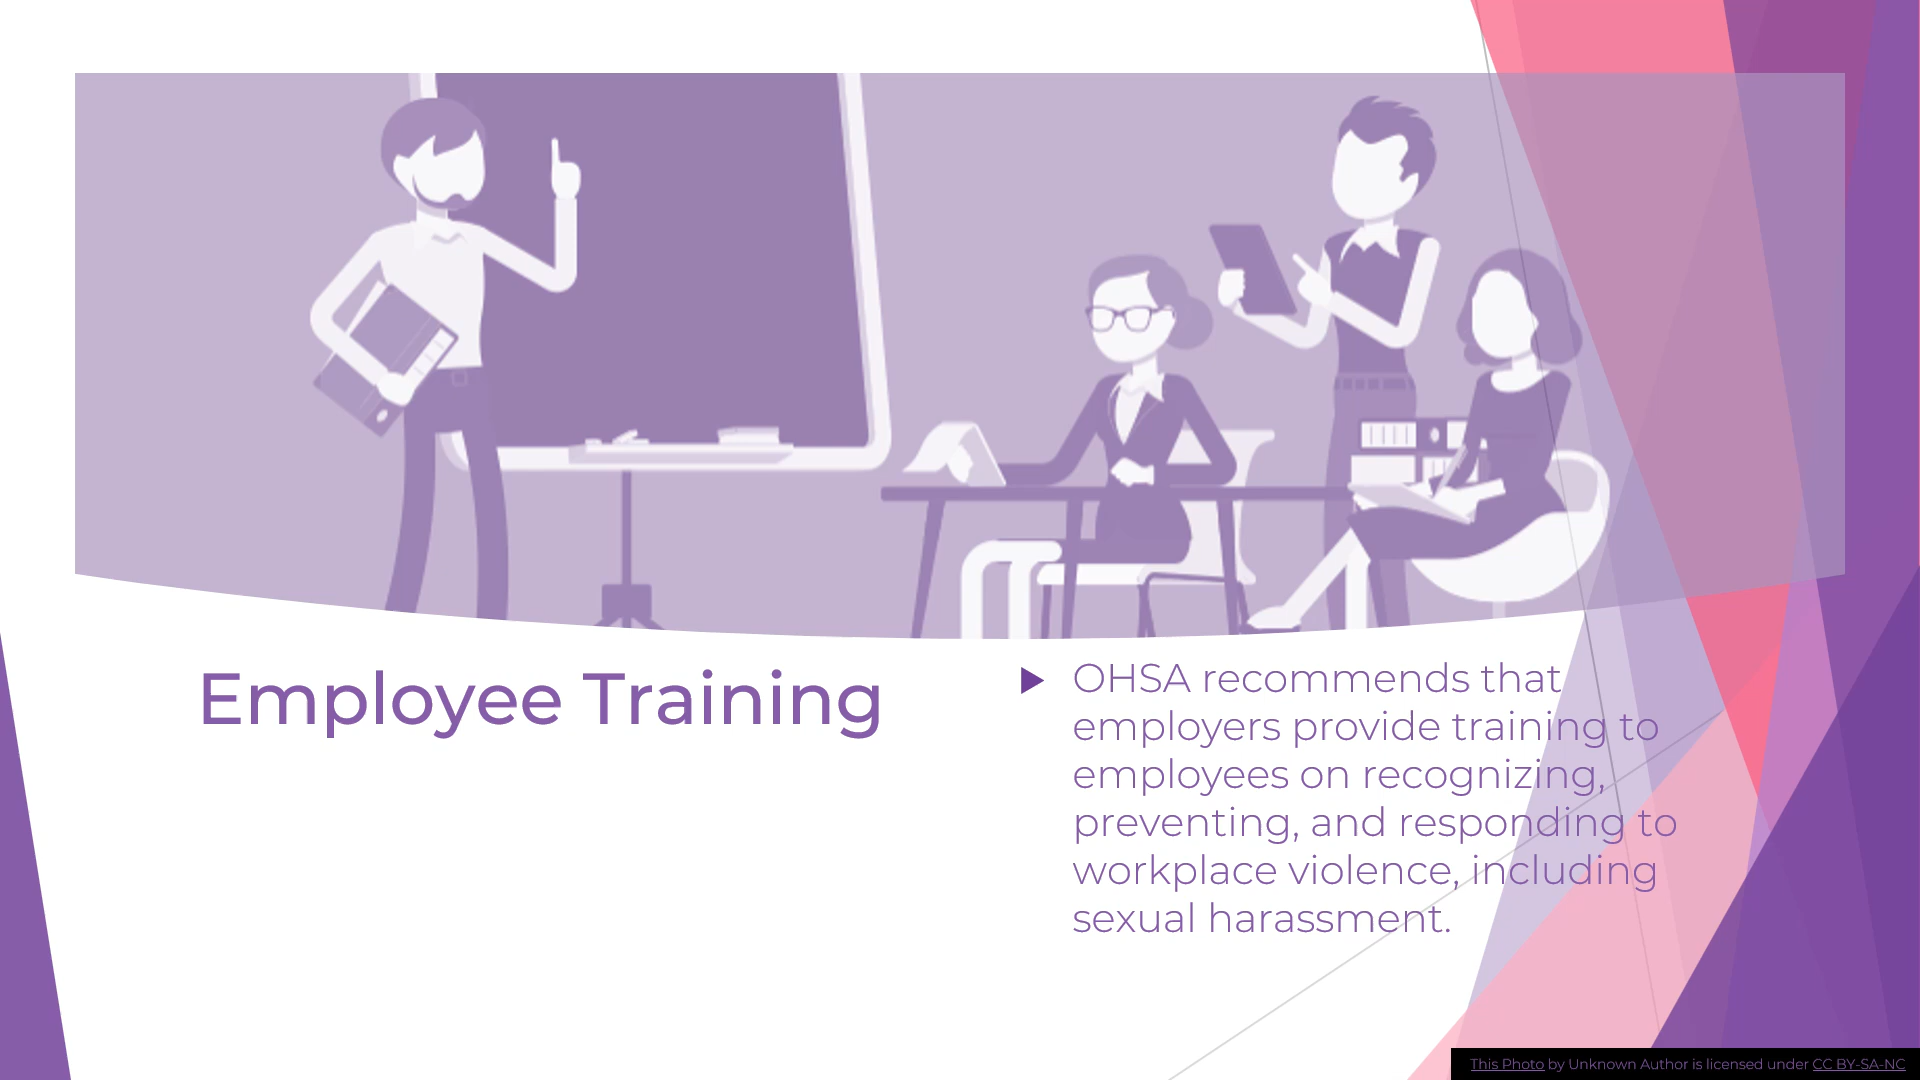 Employee Training
OHSA recommends that
employers provide training to
employees on recognizing,
preventing, and responding to
workplace violence, including
sexual harassment.
This Photo by Unknown Author is licensed under CC BY-SA-NC